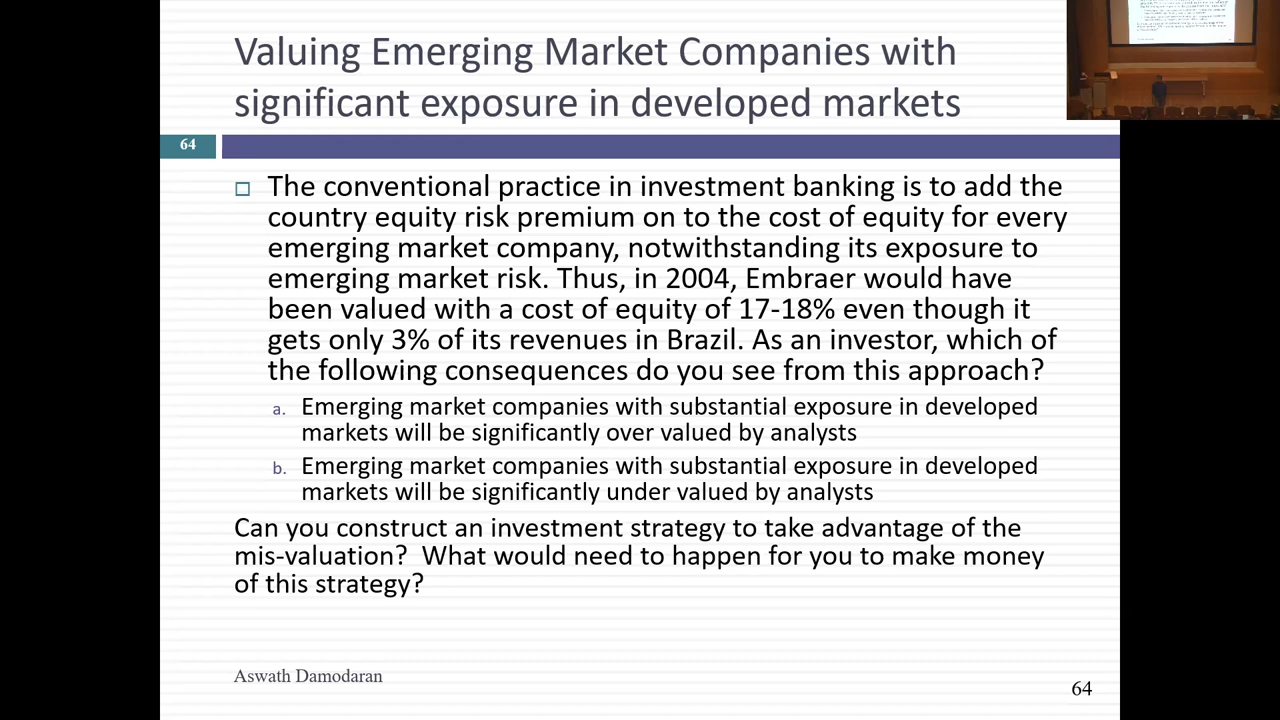 Valuing Emerging Market Companies with
significant exposure in developed markets
64
The conventional practice in investment banking is to add the
country equity risk premium on to the cost of equity for every
emerging market company, notwithstanding its exposure to
emerging market risk. Thus, in 2004, Embraer would have
been valued with a cost of equity of 17-18% even though it
gets only 3% of its revenues in Brazil. As an investor, which of
the following consequences do you see from this approach?
a. Emerging market companies with substantial exposure in developed
markets will be significantly over valued by analysts
b. Emerging market companies with substantial exposure in developed
markets will be significantly under valued by analysts
Can you construct an investment strategy to take advantage of the
mis-valuation? What would need to happen for you to make money
of this strategy?
Aswath Damodaran
64